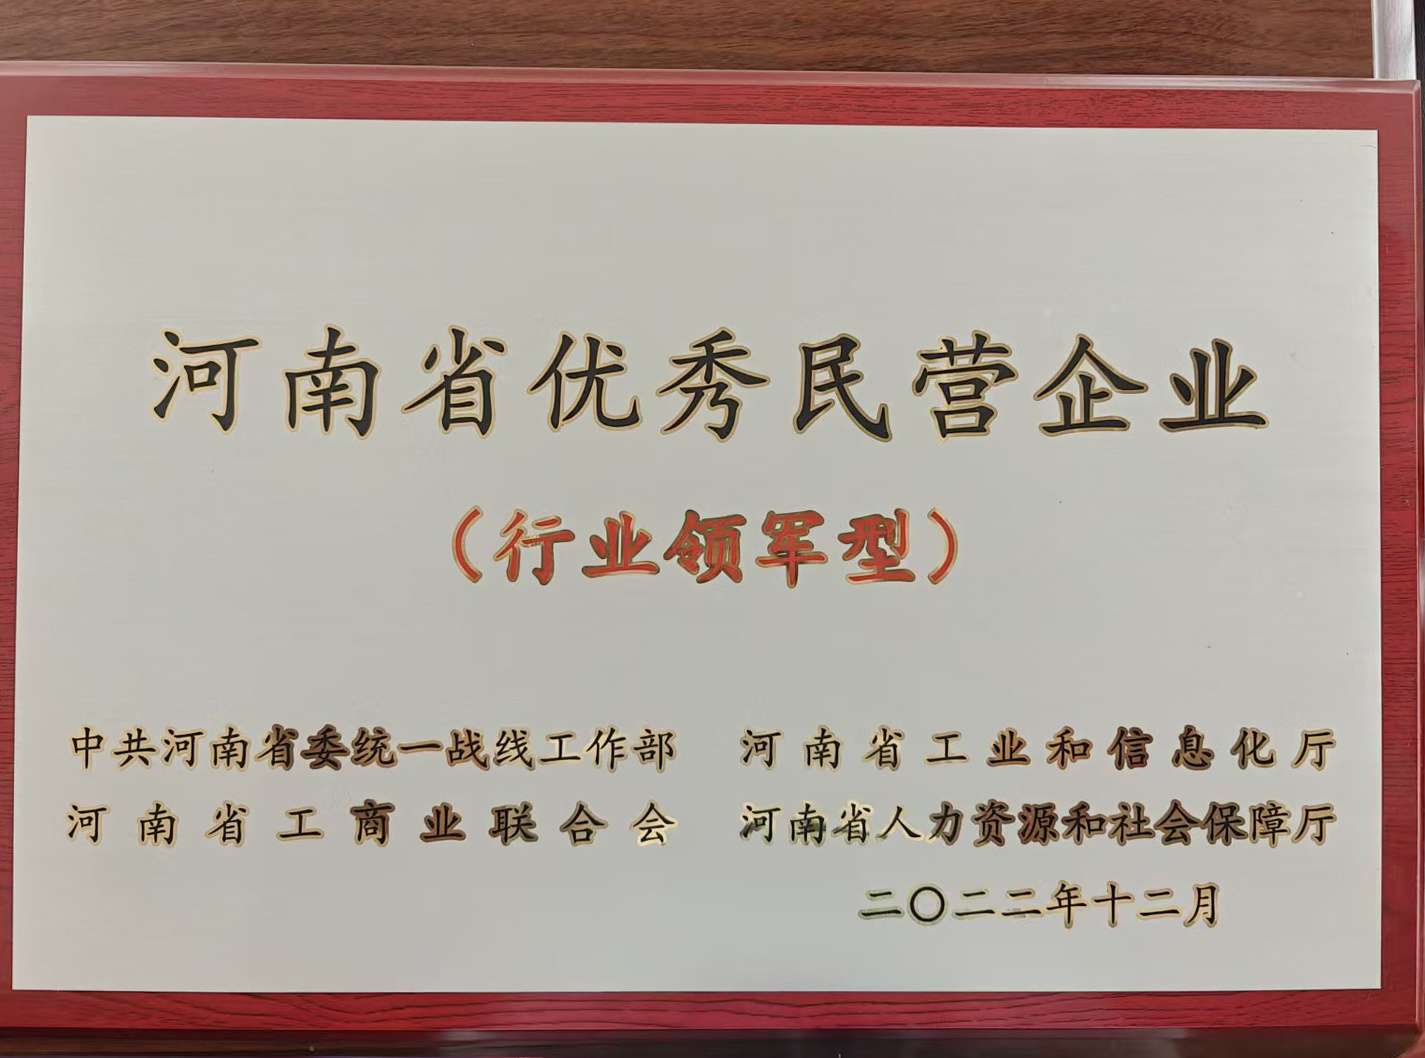 河南省优秀民营企业
（行业领军型）
中共河南省委统一战线工作部 河南省工业和信息化厅
河南省工商业联合会 河南省人力资源和社会保障厅
二〇二二年十二月